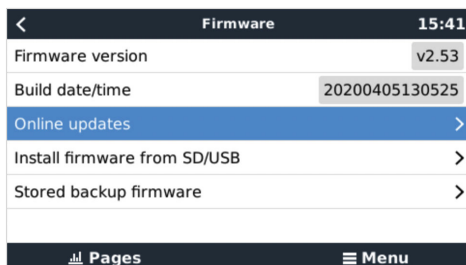 Firmware 15:41
Firmware version v2.53
Build date/time 20200405130525
Online updates
Install firmware from SD/USB
Stored backup firmware
Pages Menu